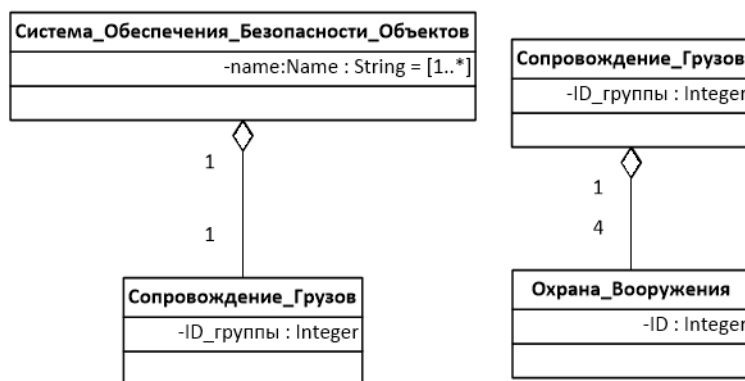 Система_Обеспечения_Безопасности_Объектов
-name:Name : String = [1..*]
1
1
Сопровождение_Грузов
-ID_группы : Integer
Сопровождение_Грузов
-ID_группы : Integer
1
4
Охрана_Вооружения
-ID : Integer